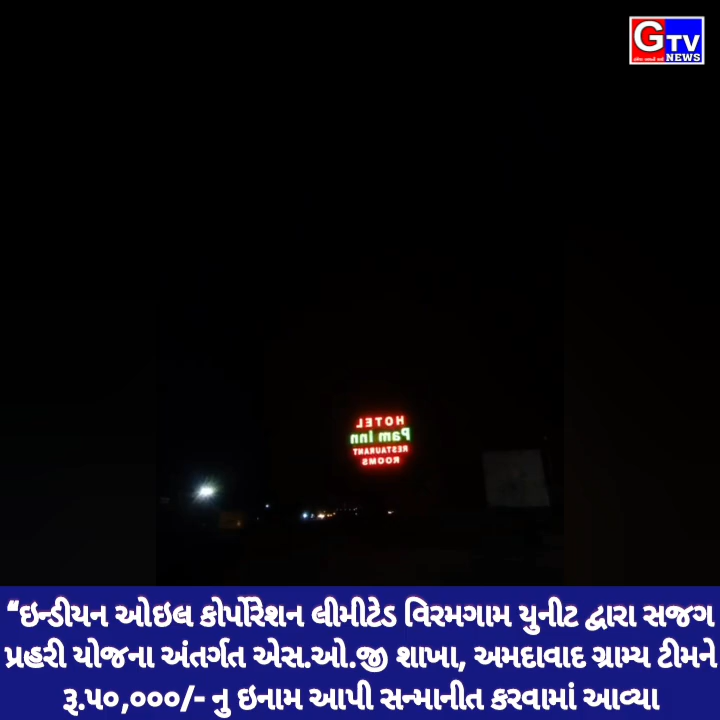 GTV
NEWS
HOTEL
Pam Inn
RESTAURANT
ROOMS
“ઇન્ડીયન ઓઇલ કોર્પોરેશન લીમીટેડ વિરમગામ યુનીટ દ્વારા સજગ
પ્રહરી યોજના અંતર્ગત એસ.ઓ.જી શાખા, અમદાવાદ ગ્રામ્ય ટીમને
રૂ.૫૦,૦૦૦/- નુ ઇનામ આપી સન્માનીત કરવામાં આવ્યા